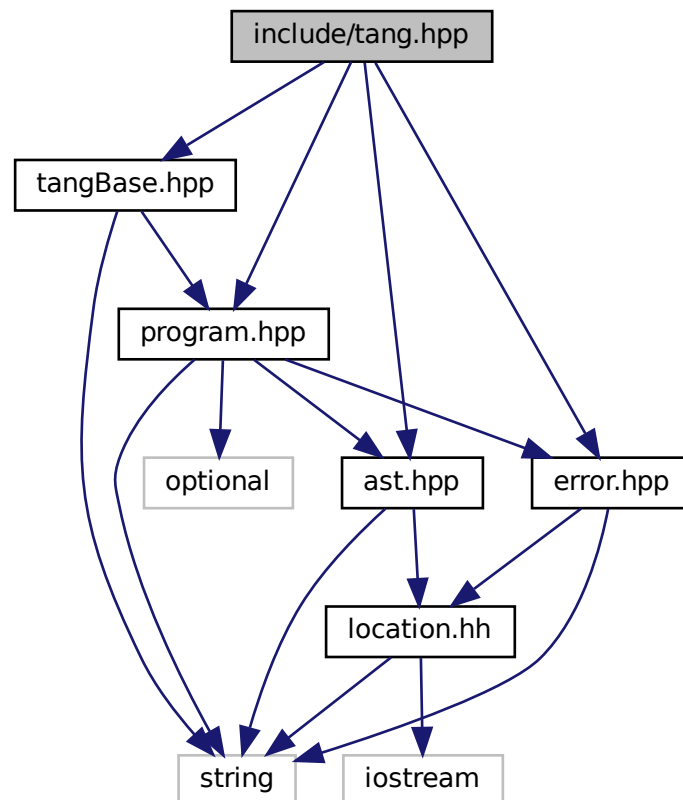 include/tang.hpp
tangBase.hpp
program.hpp
optional
ast.hpp
error.hpp
location.hh
string
iostream